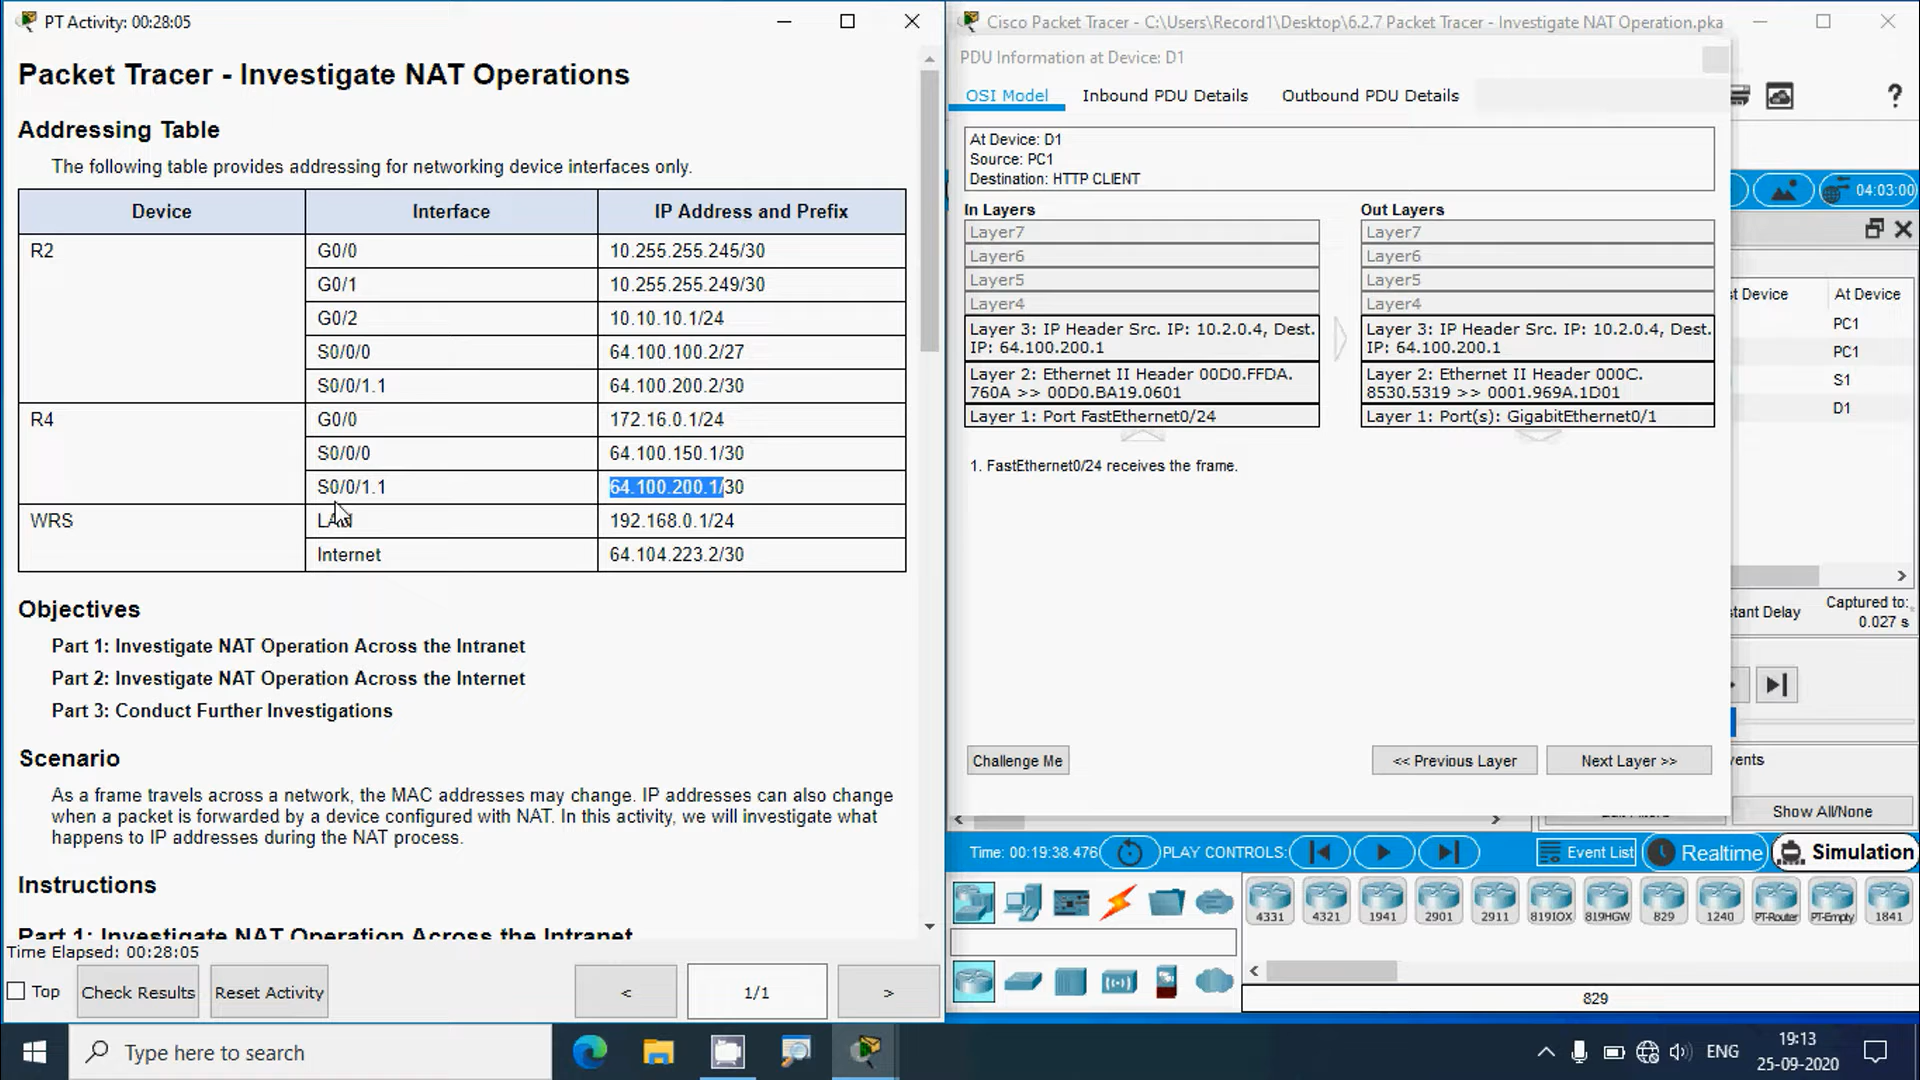 PT Activity: 00:28:05
Packet Tracer - Investigate NAT Operations
Addressing Table
The following table provides addressing for networking device interfaces only.
Device Interface IP Address and Prefix
R2 G0/0 10.255.255.245/30
G0/1 10.255.255.249/30
G0/2 10.10.10.1/24
S0/0/0 64.100.100.2/27
S0/0/1.1 64.100.200.2/30
R4 G0/0 172.16.0.1/24
S0/0/0 64.100.150.1/30
S0/0/1.1 64.100.200.1/30
WRS LAN 192.168.0.1/24
Internet 64.104.223.2/30
Objectives
Part 1: Investigate NAT Operation Across the Intranet
Part 2: Investigate NAT Operation Across the Internet
Part 3: Conduct Further Investigations
Scenario
As a frame travels across a network, the MAC addresses may change. IP addresses can also change
when a packet is forwarded by a device configured with NAT. In this activity, we will investigate what
happens to IP addresses during the NAT process.
Instructions
Part 1: Investigate NAT Operation Across the Intranet
Time Elapsed: 00:28:05
Top Check Results Reset Activity < 1/1 >
Cisco Packet Tracer - C:\Users\Record1\Desktop\6.2.7 Packet Tracer - Investigate NAT Operation.pka
PDU Information at Device: D1
OSI Model Inbound PDU Details Outbound PDU Details
At Device: D1
Source: PC1
Destination: HTTP CLIENT
In Layers
Layer7
Layer6
Layer5
Layer4
Layer 3: IP Header Src. IP: 10.2.0.4, Dest.
IP: 64.100.200.1
Layer 2: Ethernet II Header 00D0.FFDA.
760A >> 00D0.BA19.0601
Layer 1: Port FastEthernet0/24
Out Layers
Layer7
Layer6
Layer5
Layer4
Layer 3: IP Header Src. IP: 10.2.0.4, Dest.
IP: 64.100.200.1
Layer 2: Ethernet II Header 000C.
8530.5319 >> 0001.969A.1D01
Layer 1: Port(s): GigabitEthernet0/1
1. FastEthernet0/24 receives the frame.
Challenge Me << Previous Layer Next Layer >>
?
04:03:00
t Device At Device
PC1
PC1
S1
D1
tant Delay Captured to:
0.027 s
vents
Show All/None
Time: 00:19:38.476 PLAY CONTROLS: Event List Realtime Simulation
4331 4321 1941 2901 2911 819IOX 819HGW 829 1240 PT-Router PT-Empty 1841
829
Type here to search
ENG
19:13
25-09-2020